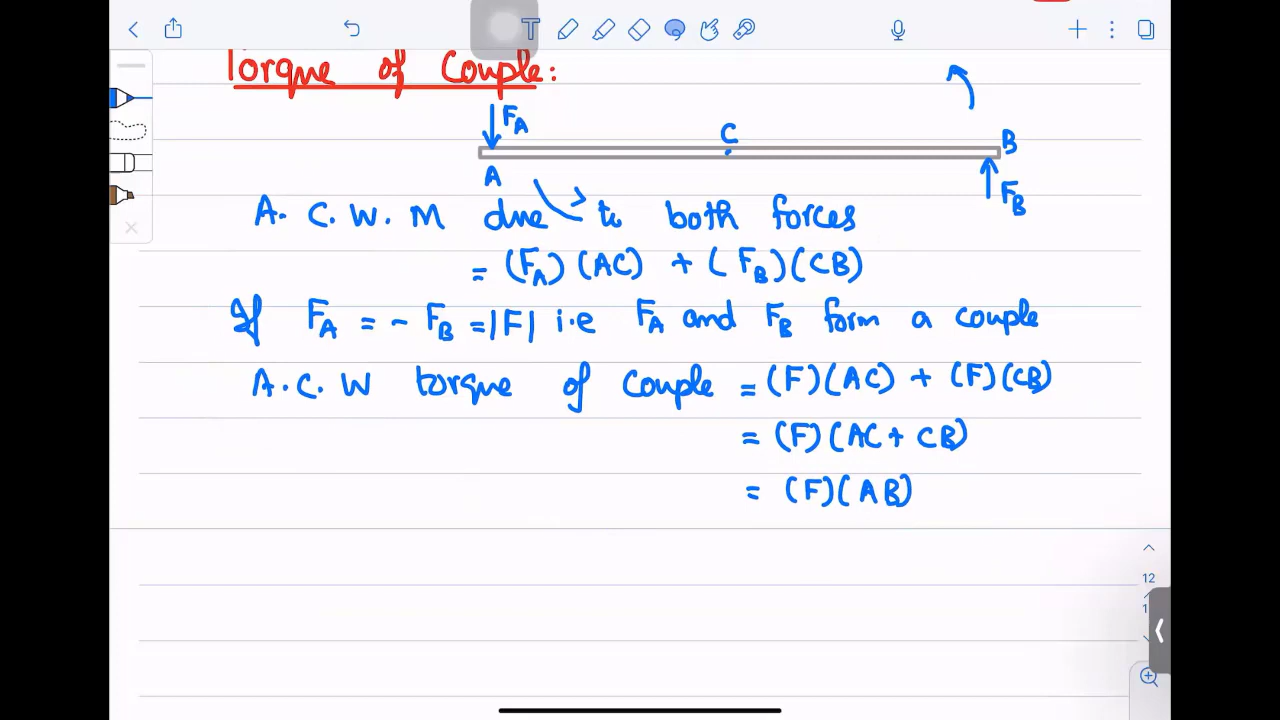 Torque of Couple:
F_A
C
B
A
F_B
A. C. W. M due to both forces
= (F_A)(AC) + (F_B)(CB)
If F_A = - F_B = |F| i.e F_A and F_B form a couple
A.C.W torque of couple = (F)(AC) + (F)(CB)
= (F)(AC + CB)
= (F)(AB)
12